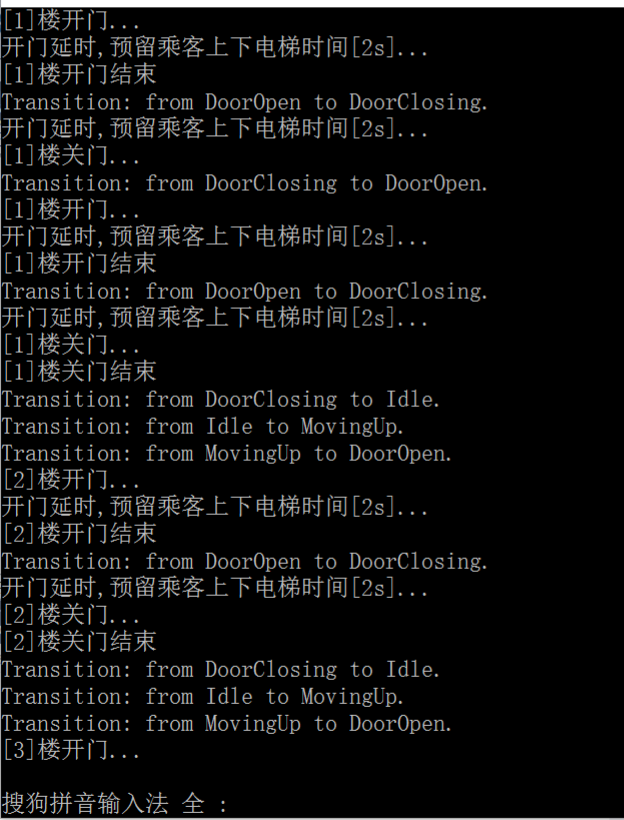 [1]楼开门...
开门延时,预留乘客上下电梯时间[2s]...
[1]楼开门结束
Transition: from DoorOpen to DoorClosing.
开门延时,预留乘客上下电梯时间[2s]...
[1]楼关门...
Transition: from DoorClosing to DoorOpen.
[1]楼开门...
开门延时,预留乘客上下电梯时间[2s]...
[1]楼开门结束
Transition: from DoorOpen to DoorClosing.
开门延时,预留乘客上下电梯时间[2s]...
[1]楼关门...
[1]楼关门结束
Transition: from DoorClosing to Idle.
Transition: from Idle to MovingUp.
Transition: from MovingUp to DoorOpen.
[2]楼开门...
开门延时,预留乘客上下电梯时间[2s]...
[2]楼开门结束
Transition: from DoorOpen to DoorClosing.
开门延时,预留乘客上下电梯时间[2s]...
[2]楼关门...
[2]楼关门结束
Transition: from DoorClosing to Idle.
Transition: from Idle to MovingUp.
Transition: from MovingUp to DoorOpen.
[3]楼开门...
搜狗拼音输入法 全 :